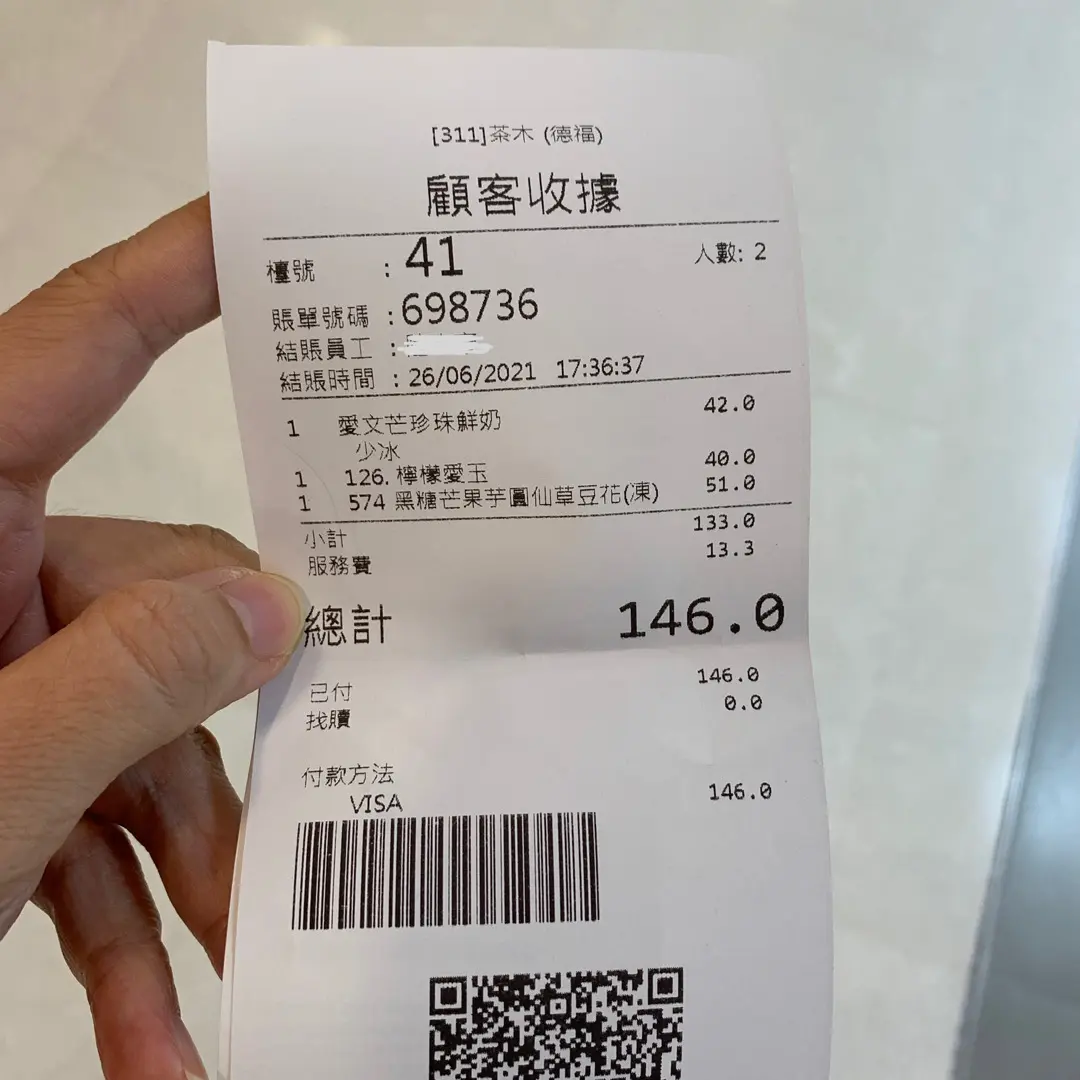 [311]茶木 (德福)
顧客收據
檯號 : 41 人數: 2
賬單號碼 : 698736
結賬員工 :
結賬時間 : 26/06/2021 17:36:37
1 愛文芒珍珠鮮奶 42.0
少冰
1 126. 檸檬愛玉 40.0
1 574 黑糖芒果芋圓仙草豆花(凍) 51.0
小計 133.0
服務費 13.3
總計 146.0
已付 146.0
找贖 0.0
付款方法
VISA 146.0